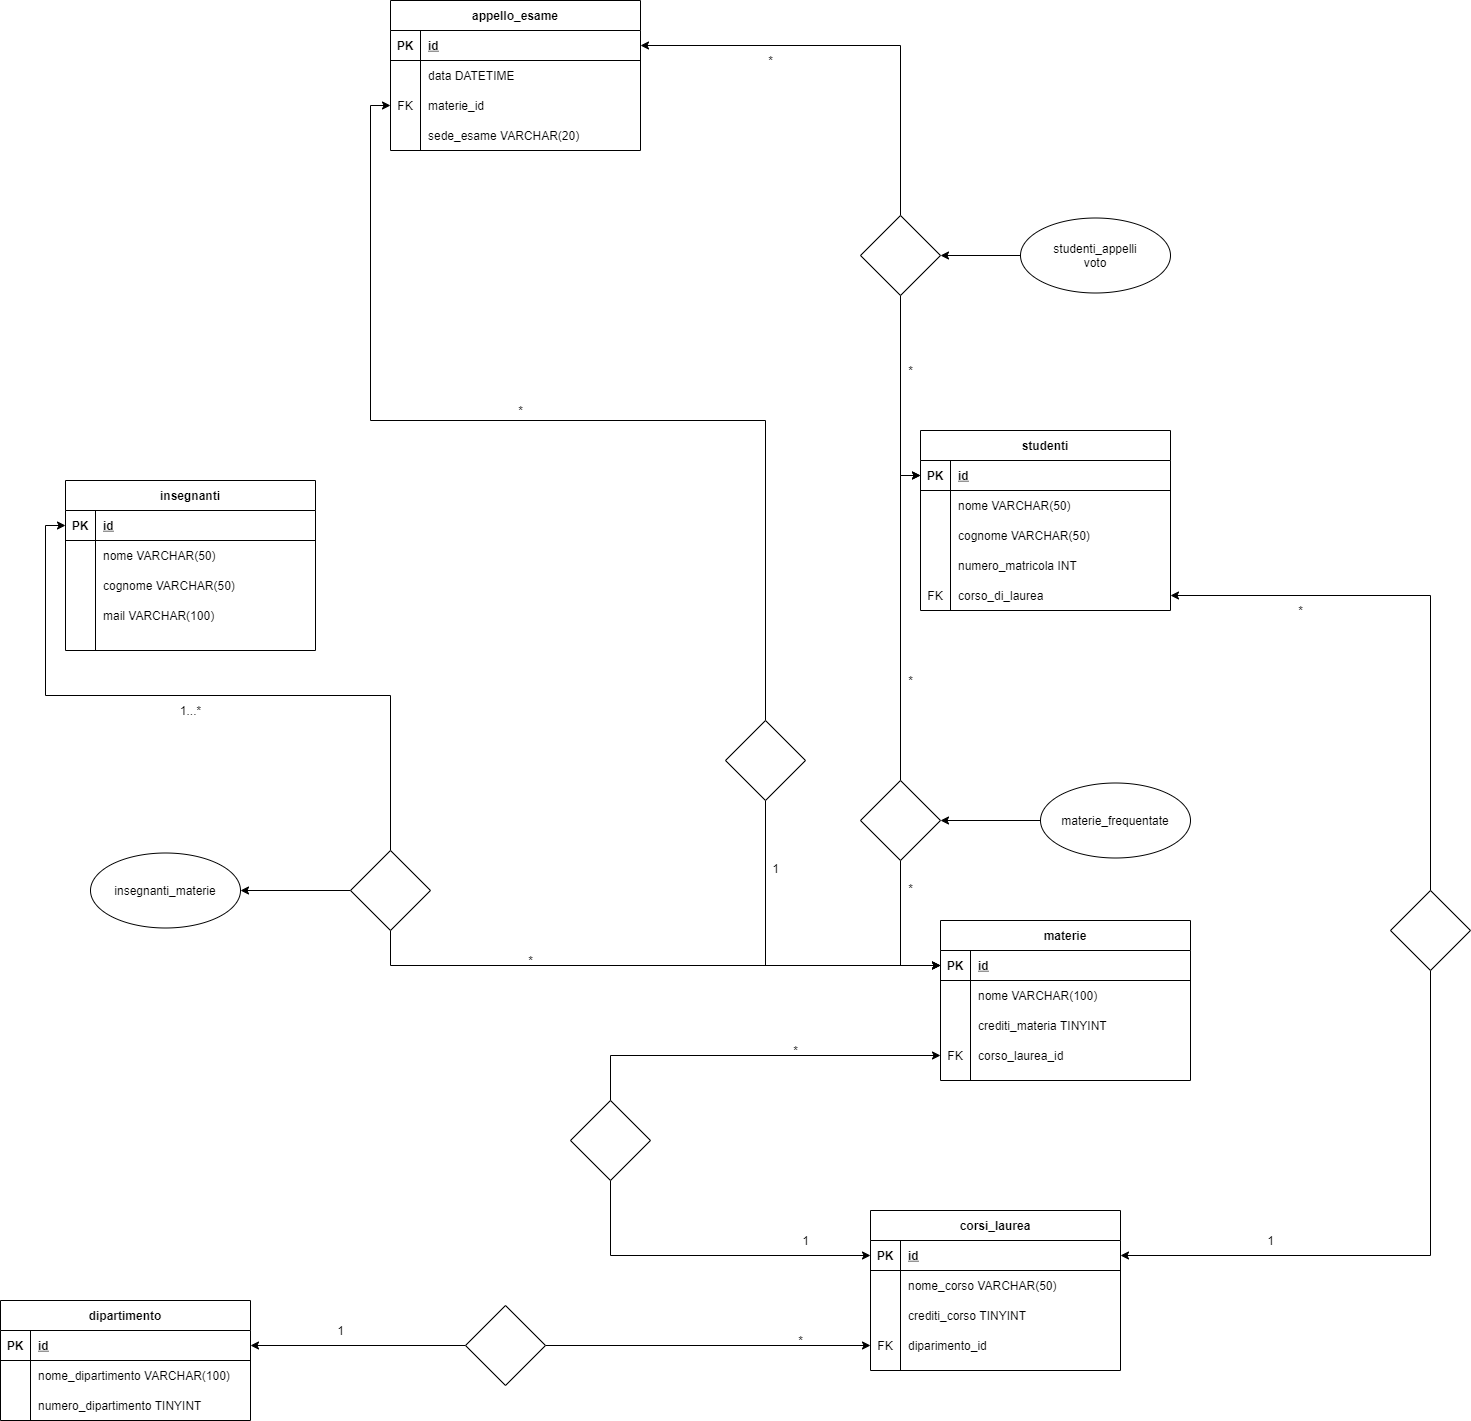 appello_esame
PK id
data DATETIME
FK materie_id
sede_esame VARCHAR(20)
*
studenti_appelli
voto
*
*
studenti
PK id
nome VARCHAR(50)
cognome VARCHAR(50)
numero_matricola INT
FK corso_di_laurea
*
insegnanti
PK id
nome VARCHAR(50)
cognome VARCHAR(50)
mail VARCHAR(100)
1...*
*
materie_frequentate
1
*
insegnanti_materie
*
materie
PK id
nome VARCHAR(100)
crediti_materia TINYINT
FK corso_laurea_id
*
1
1
corsi_laurea
PK id
nome_corso VARCHAR(50)
crediti_corso TINYINT
FK diparimento_id
dipartimento
PK id
nome_dipartimento VARCHAR(100)
numero_dipartimento TINYINT
1
*